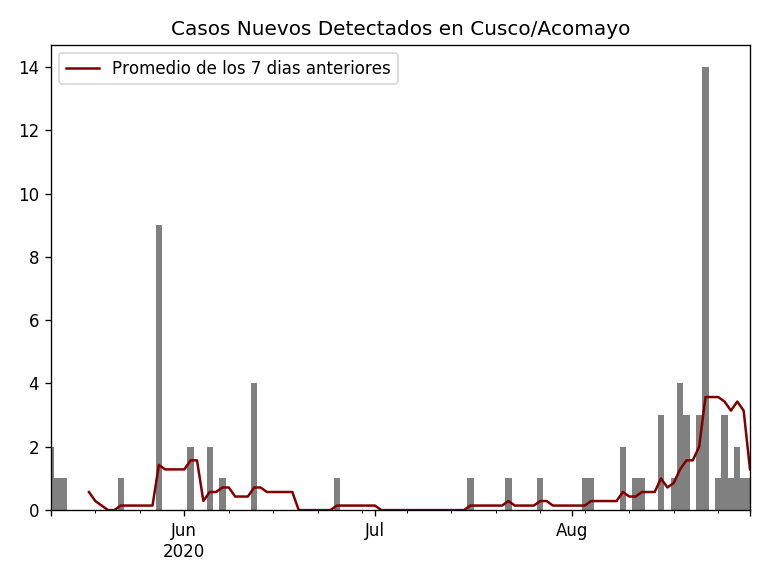 Casos Nuevos Detectados en Cusco/Acomayo
Promedio de los 7 dias anteriores
14
12
10
8
6
4
2
0
Jun
2020
Jul
Aug